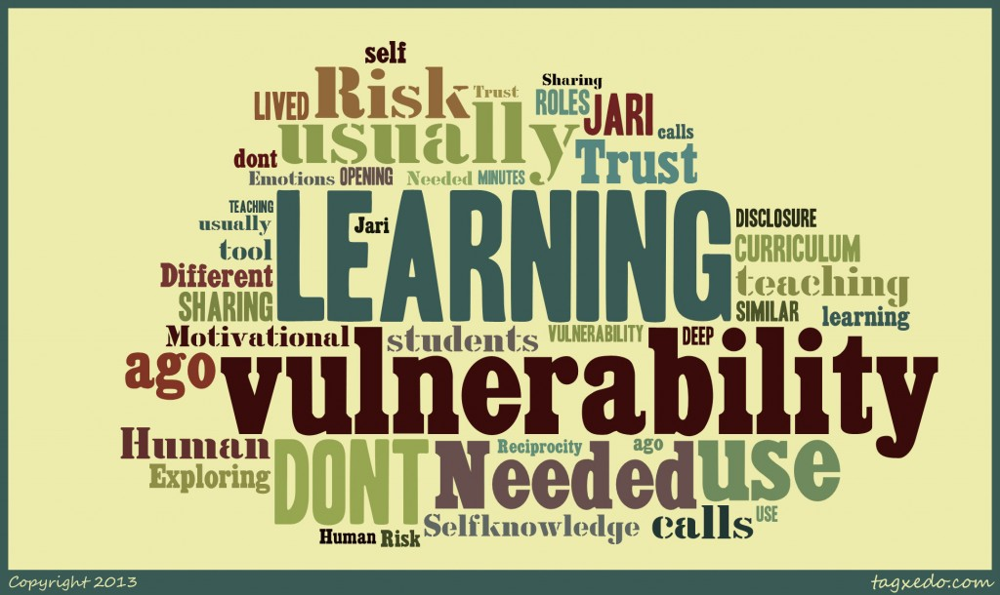 self
Sharing
LIVED Risk Trust ROLES JARI calls
usually
dont Trust
Emotions OPENING Needed MINUTES
TEACHING LEARNING DISCLOSURE
usually Jari
tool CURRICULUM
Different teaching
SHARING SIMILAR learning
Motivational students VULNERABILITY DEEP
ago vulnerability
Human DONT Needed Reciprocity ago use
Exploring
Selfknowledge calls USE
Human Risk
Copyright 2013 tagxedo.com